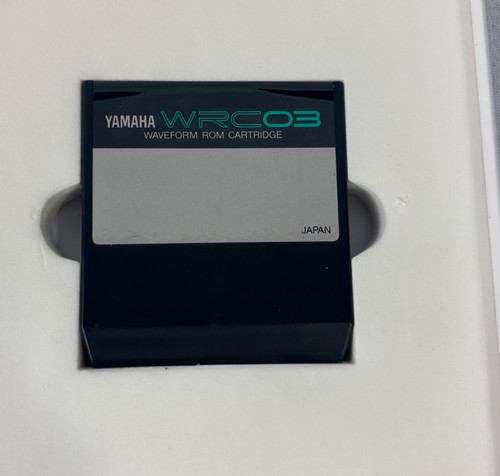 YAMAHA WRC03
WAVEFORM ROM CARTRIDGE
JAPAN